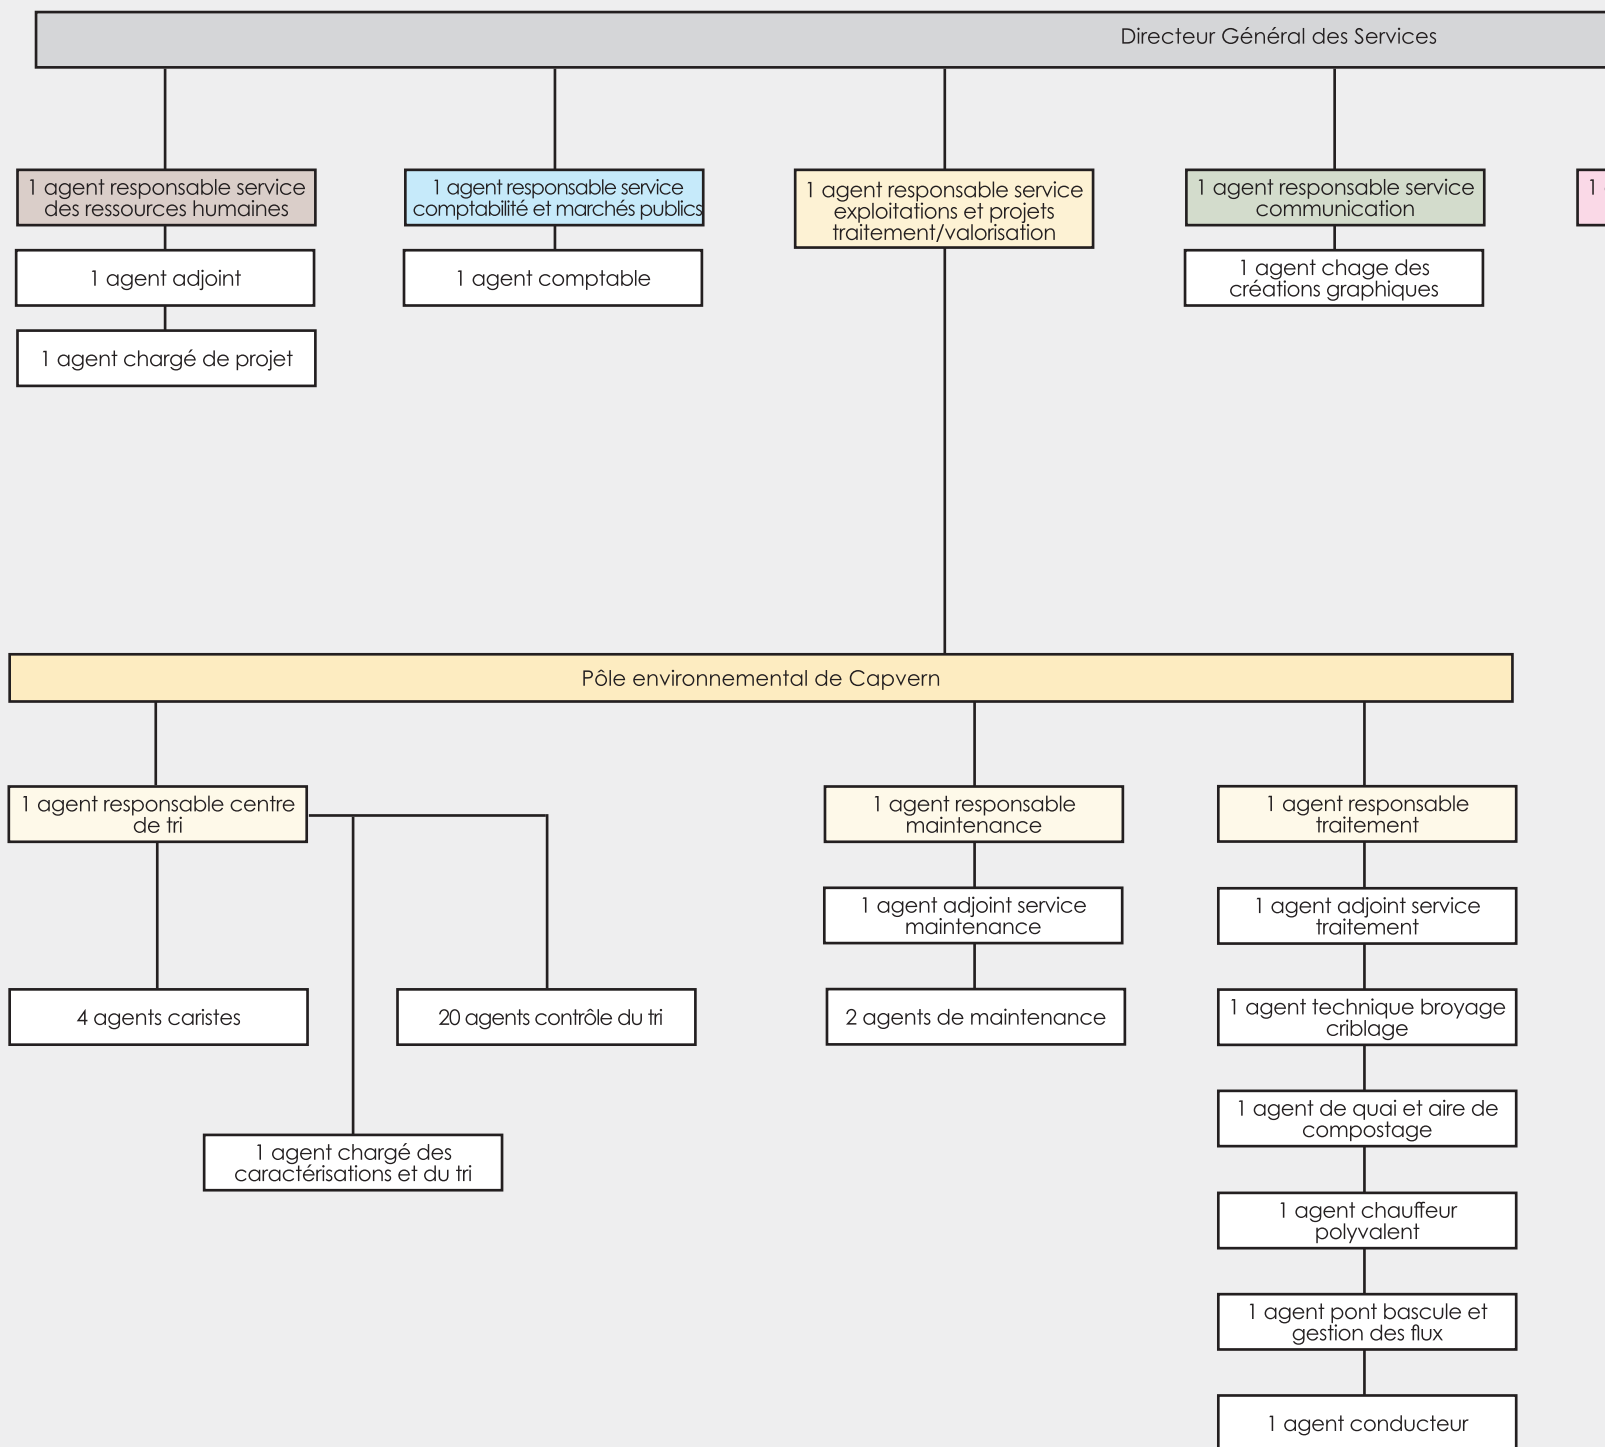 Directeur Général des Services
1 agent responsable service
des ressources humaines
1 agent responsable service
comptabilité et marchés publics
1 agent responsable service
exploitations et projets
traitement/valorisation
1 agent responsable service
communication
1
1 agent adjoint
1 agent comptable
1 agent chage des
créations graphiques
1 agent chargé de projet
Pôle environnemental de Capvern
1 agent responsable centre
de tri
1 agent responsable
maintenance
1 agent responsable
traitement
1 agent adjoint service
maintenance
1 agent adjoint service
traitement
4 agents caristes
20 agents contrôle du tri
2 agents de maintenance
1 agent technique broyage
criblage
1 agent de quai et aire de
compostage
1 agent chargé des
caractérisations et du tri
1 agent chauffeur
polyvalent
1 agent pont bascule et
gestion des flux
1 agent conducteur